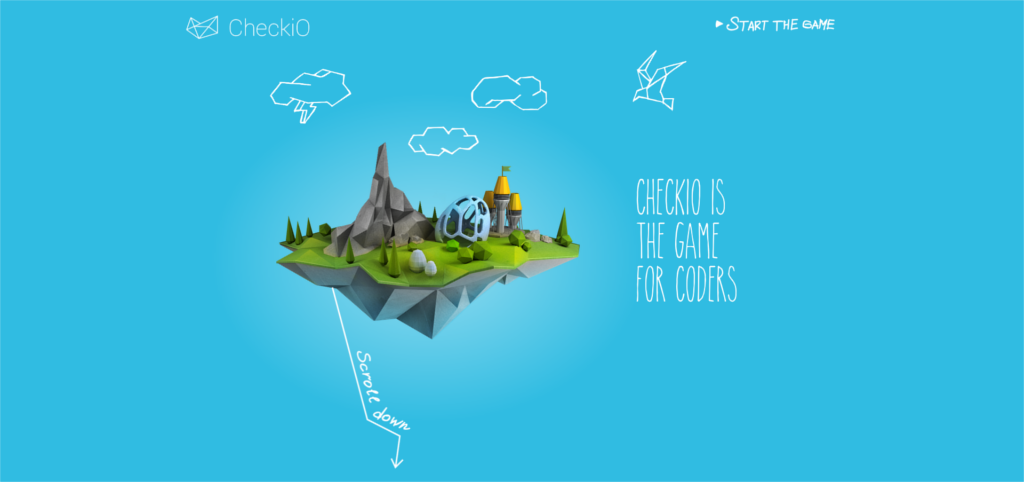 CheckiO
START THE GAME
CHECKIO IS
THE GAME
FOR CODERS
Scroll down